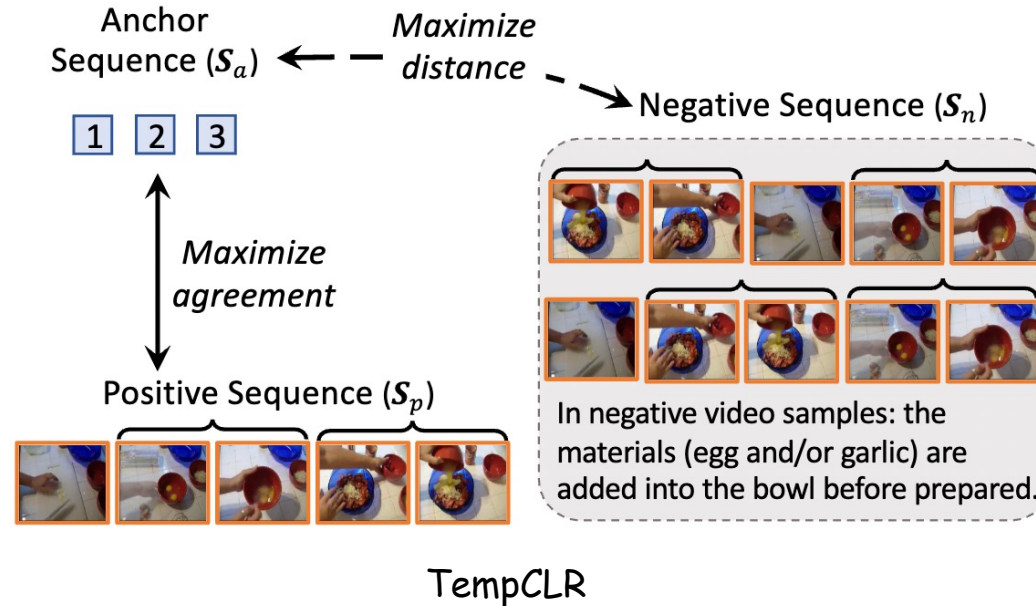 Anchor
Sequence (Sₐ)
Maximize
distance
Negative Sequence (Sₙ)
1 2 3
Maximize
agreement
Positive Sequence (Sₚ)
In negative video samples: the
materials (egg and/or garlic) are
added into the bowl before prepared.
TempCLR